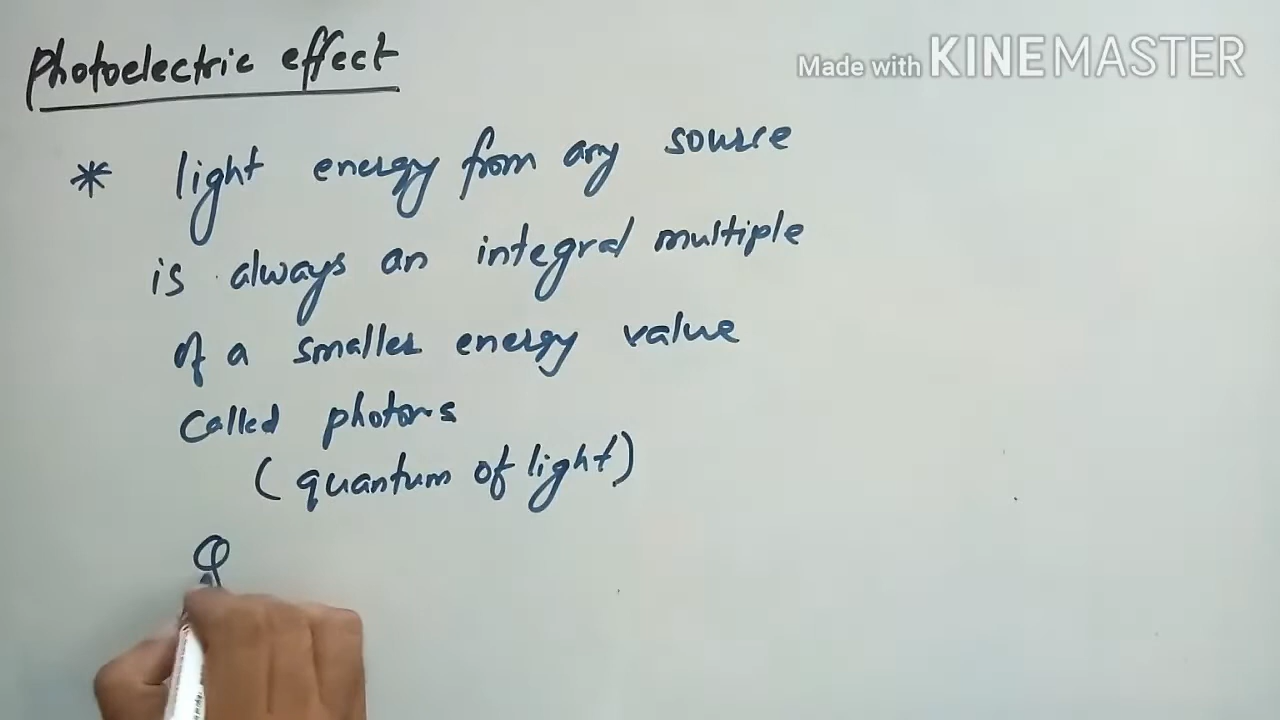 Photoelectric effect
Made with KINEMASTER
* light energy from any source
is always an integral multiple
of a smaller energy value
called photons
(quantum of light)
Q